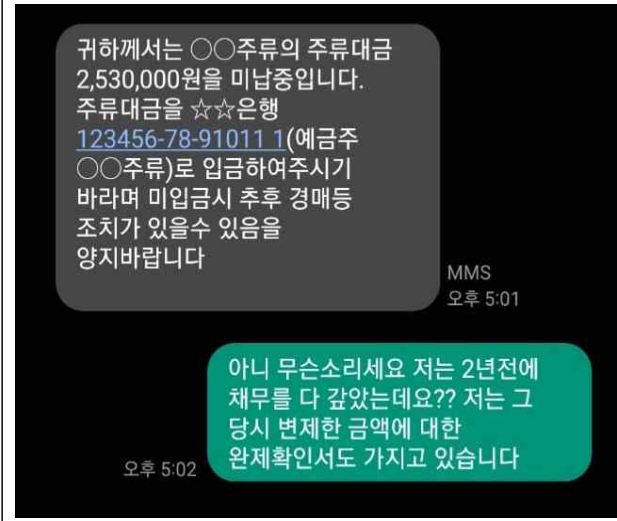 귀하께서는 ○○주류의 주류대금
2,530,000원을 미납중입니다.
주류대금을 ☆☆은행
123456-78-91011 1(예금주
○○주류)로 입금하여주시기
바라며 미입금시 추후 경매등
조치가 있을수 있음을
양지바랍니다
MMS
오후 5:01
아니 무슨소리세요 저는 2년전에
채무를 다 갚았는데요?? 저는 그
당시 변제한 금액에 대한
완제확인서도 가지고 있습니다
오후 5:02